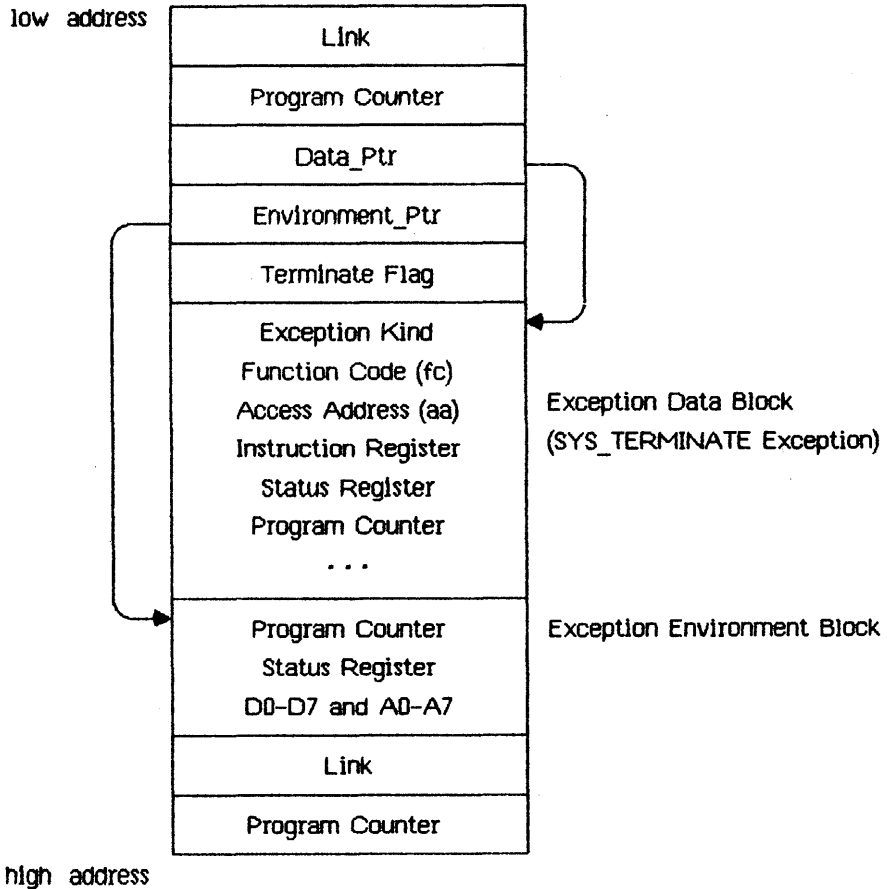 low address
Link
Program Counter
Data_Ptr
Environment_Ptr
Terminate Flag
Exception Kind
Function Code (fc)
Access Address (aa)
Instruction Register
Status Register
Program Counter
. . .
Exception Data Block
(SYS_TERMINATE Exception)
Program Counter
Status Register
D0-D7 and A0-A7
Exception Environment Block
Link
Program Counter
high address